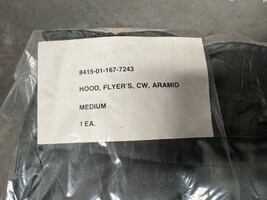 8415-01-167-7243
HOOD, FLYER'S, CW, ARAMID
MEDIUM
1 EA.